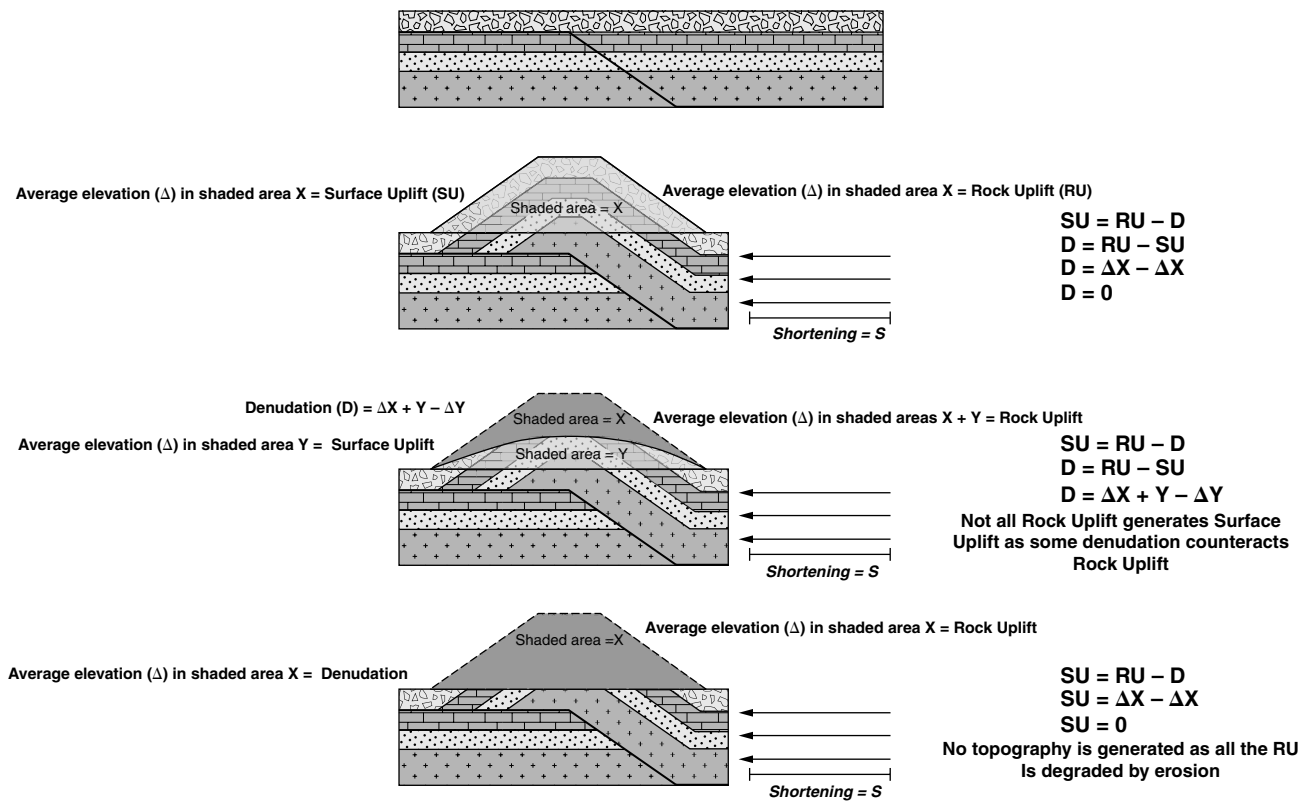 Average elevation (Δ) in shaded area X = Surface Uplift (SU)
Shaded area = X
Average elevation (Δ) in shaded area X = Rock Uplift (RU)
SU = RU – D
D = RU – SU
D = ΔX – ΔX
D = 0
Shortening = S
Denudation (D) = ΔX + Y – ΔY
Average elevation (Δ) in shaded area Y = Surface Uplift
Shaded area = X
Shaded area = Y
Average elevation (Δ) in shaded areas X + Y = Rock Uplift
SU = RU – D
D = RU – SU
D = ΔX + Y – ΔY
Not all Rock Uplift generates Surface
Uplift as some denudation counteracts
Rock Uplift
Shortening = S
Average elevation (Δ) in shaded area X = Denudation
Shaded area =X
Average elevation (Δ) in shaded area X = Rock Uplift
SU = RU – D
SU = ΔX – ΔX
SU = 0
No topography is generated as all the RU
Is degraded by erosion
Shortening = S